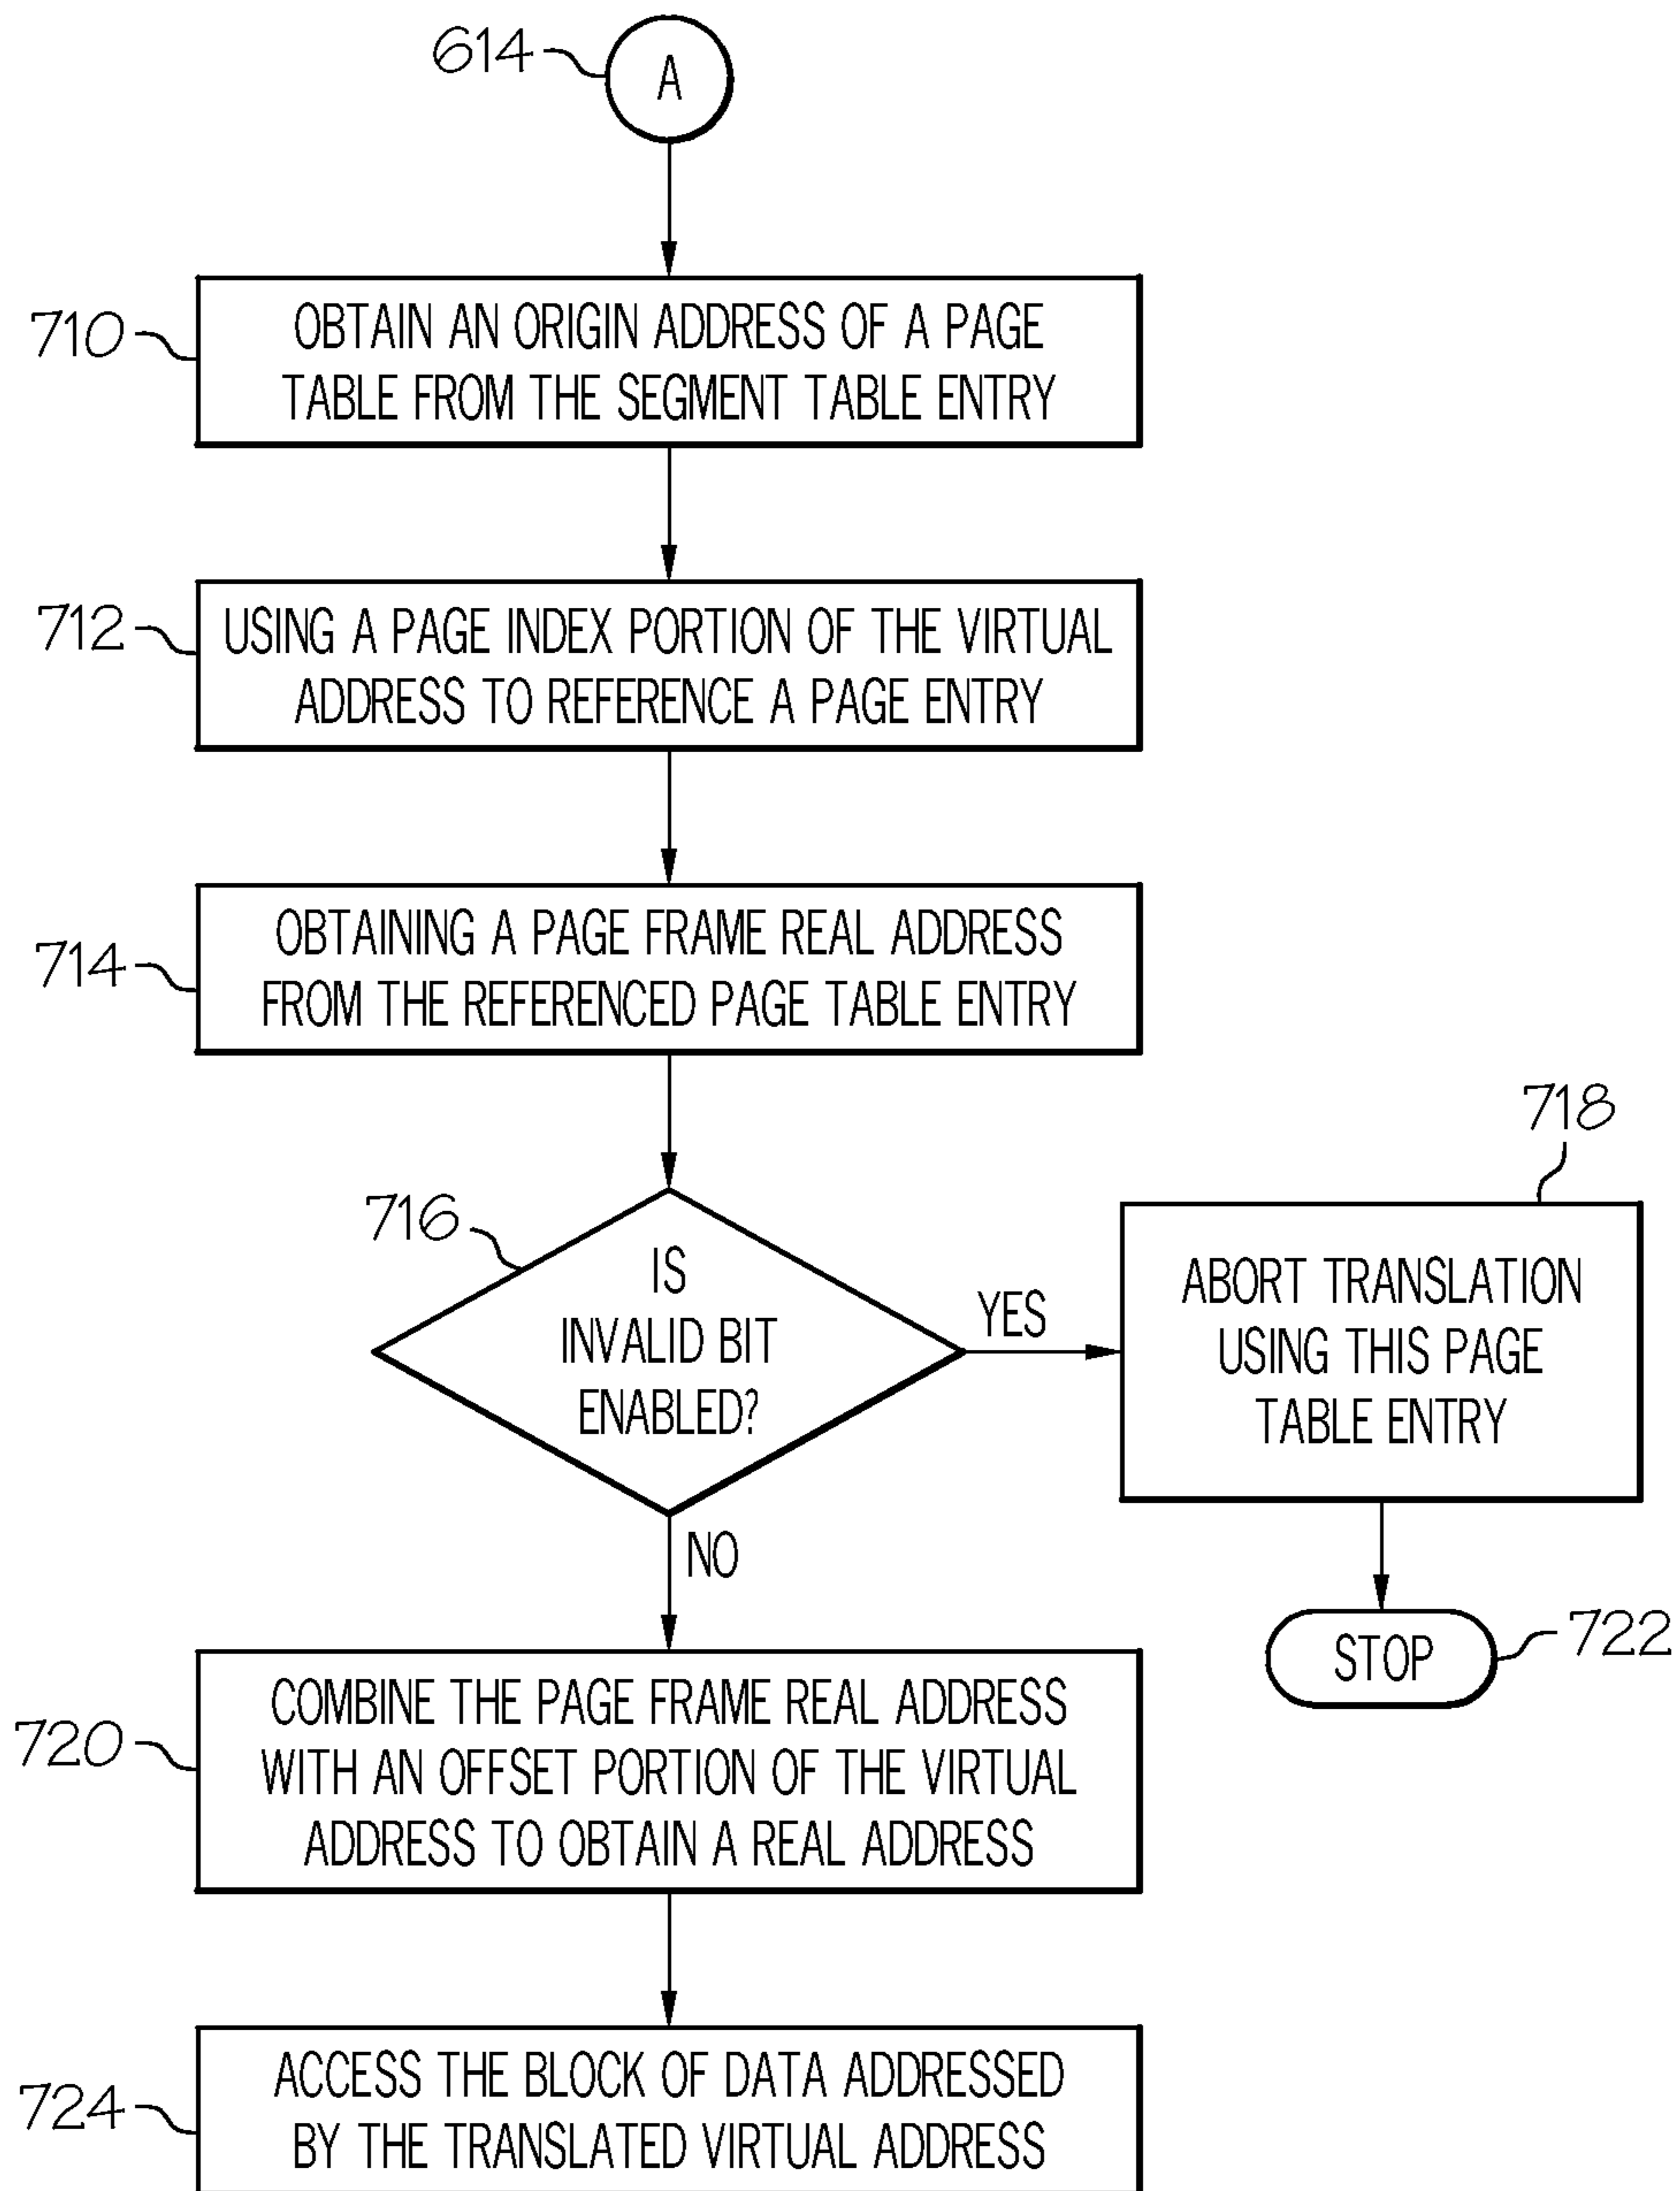 614
A
710
OBTAIN AN ORIGIN ADDRESS OF A PAGE
TABLE FROM THE SEGMENT TABLE ENTRY
712
USING A PAGE INDEX PORTION OF THE VIRTUAL
ADDRESS TO REFERENCE A PAGE ENTRY
714
OBTAINING A PAGE FRAME REAL ADDRESS
FROM THE REFERENCED PAGE TABLE ENTRY
716
IS
INVALID BIT
ENABLED?
YES
718
ABORT TRANSLATION
USING THIS PAGE
TABLE ENTRY
NO
STOP
722
720
COMBINE THE PAGE FRAME REAL ADDRESS
WITH AN OFFSET PORTION OF THE VIRTUAL
ADDRESS TO OBTAIN A REAL ADDRESS
724
ACCESS THE BLOCK OF DATA ADDRESSED
BY THE TRANSLATED VIRTUAL ADDRESS